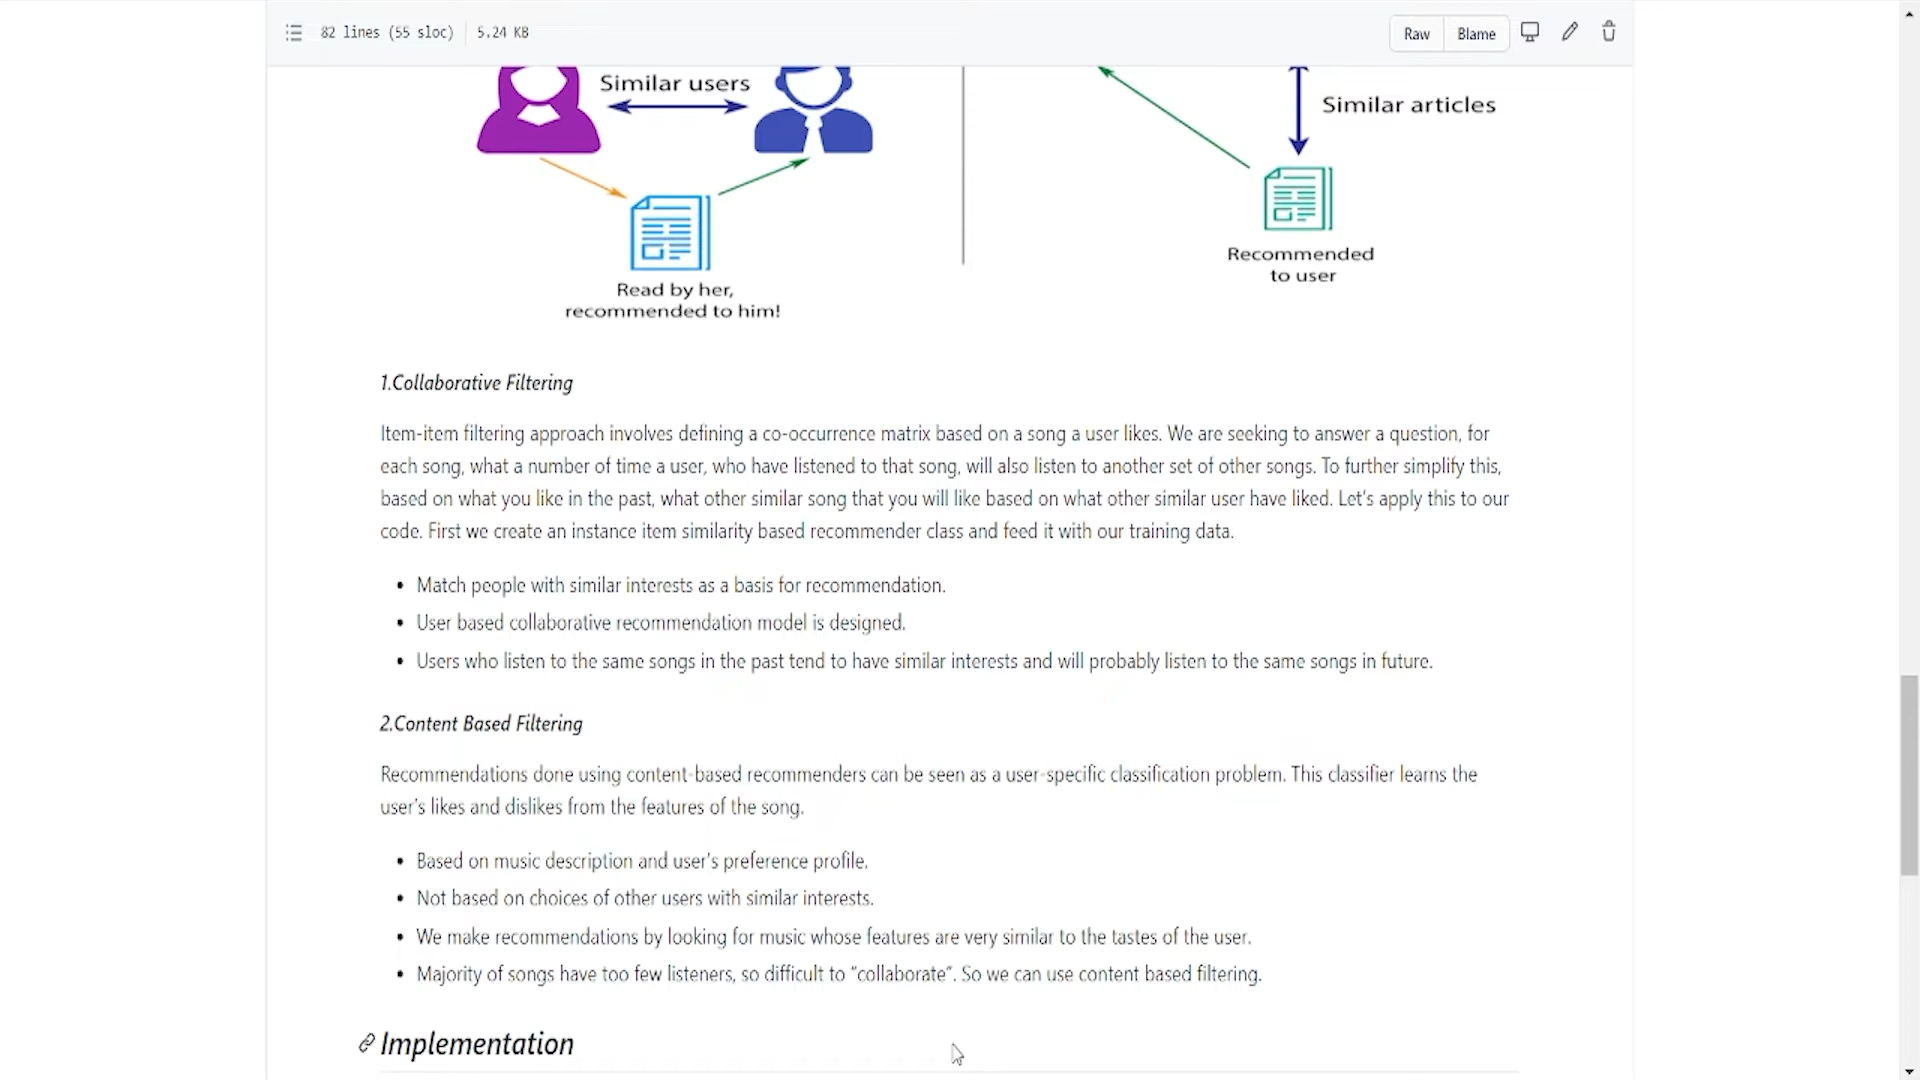 82 lines (55 sloc) 5.24 KB
Raw Blame
Similar users
Similar articles
Recommended
to user
Read by her,
recommended to him!
1.Collaborative Filtering
Item-item filtering approach involves defining a co-occurrence matrix based on a song a user likes. We are seeking to answer a question, for
each song, what a number of time a user, who have listened to that song, will also listen to another set of other songs. To further simplify this,
based on what you like in the past, what other similar song that you will like based on what other similar user have liked. Let's apply this to our
code. First we create an instance item similarity based recommender class and feed it with our training data.
• Match people with similar interests as a basis for recommendation.
• User based collaborative recommendation model is designed.
• Users who listen to the same songs in the past tend to have similar interests and will probably listen to the same songs in future.
2.Content Based Filtering
Recommendations done using content-based recommenders can be seen as a user-specific classification problem. This classifier learns the
user's likes and dislikes from the features of the song.
• Based on music description and user's preference profile.
• Not based on choices of other users with similar interests.
• We make recommendations by looking for music whose features are very similar to the tastes of the user.
• Majority of songs have too few listeners, so difficult to "collaborate". So we can use content based filtering.
Implementation